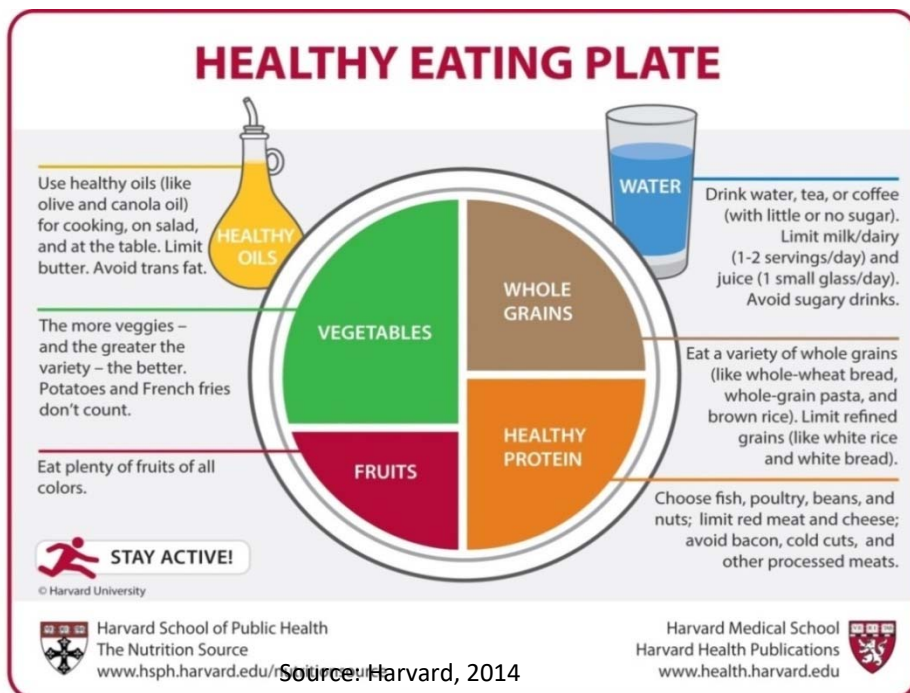 HEALTHY EATING PLATE
Use healthy oils (like
olive and canola oil)
for cooking, on salad,
and at the table. Limit
butter. Avoid trans fat.
HEALTHY
OILS
WATER
Drink water, tea, or coffee
(with little or no sugar).
Limit milk/dairy
(1-2 servings/day) and
juice (1 small glass/day).
Avoid sugary drinks.
The more veggies –
and the greater the
variety – the better.
Potatoes and French fries
don't count.
VEGETABLES
WHOLE
GRAINS
Eat a variety of whole grains
(like whole-wheat bread,
whole-grain pasta, and
brown rice). Limit refined
grains (like white rice
and white bread).
Eat plenty of fruits of all
colors.
FRUITS
HEALTHY
PROTEIN
Choose fish, poultry, beans, and
nuts; limit red meat and cheese;
avoid bacon, cold cuts, and
other processed meats.
STAY ACTIVE!
© Harvard University
Harvard School of Public Health
The Nutrition Source
www.hsph.harvard.edu/
Source: Harvard, 2014
Harvard Medical School
Harvard Health Publications
www.health.harvard.edu